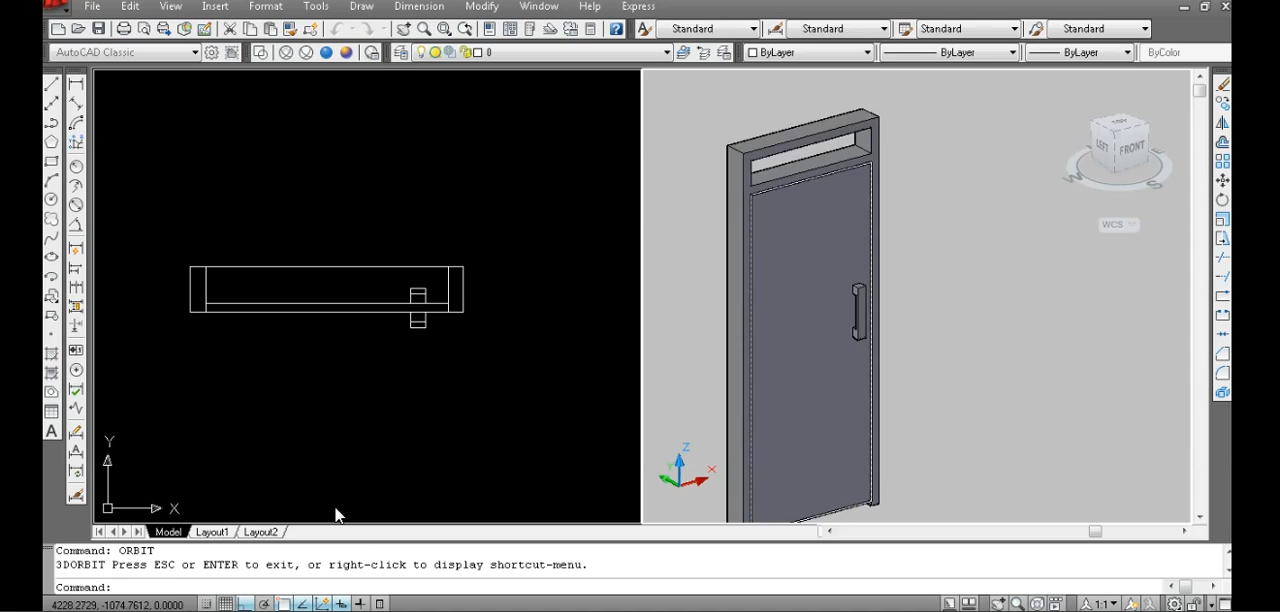 File Edit View Insert Format Tools Draw Dimension Modify Window Help Express
Standard Standard Standard Standard
AutoCAD Classic 0 ByLayer ByLayer ByLayer ByColor
TOP
LEFT FRONT
W S
WCS
Y
X
Z
Y X
Model Layout1 Layout2
Command: ORBIT
3DORBIT Press ESC or ENTER to exit, or right-click to display shortcut-menu.
Command:
4228.2729, -1074.7612, 0.0000 1:1